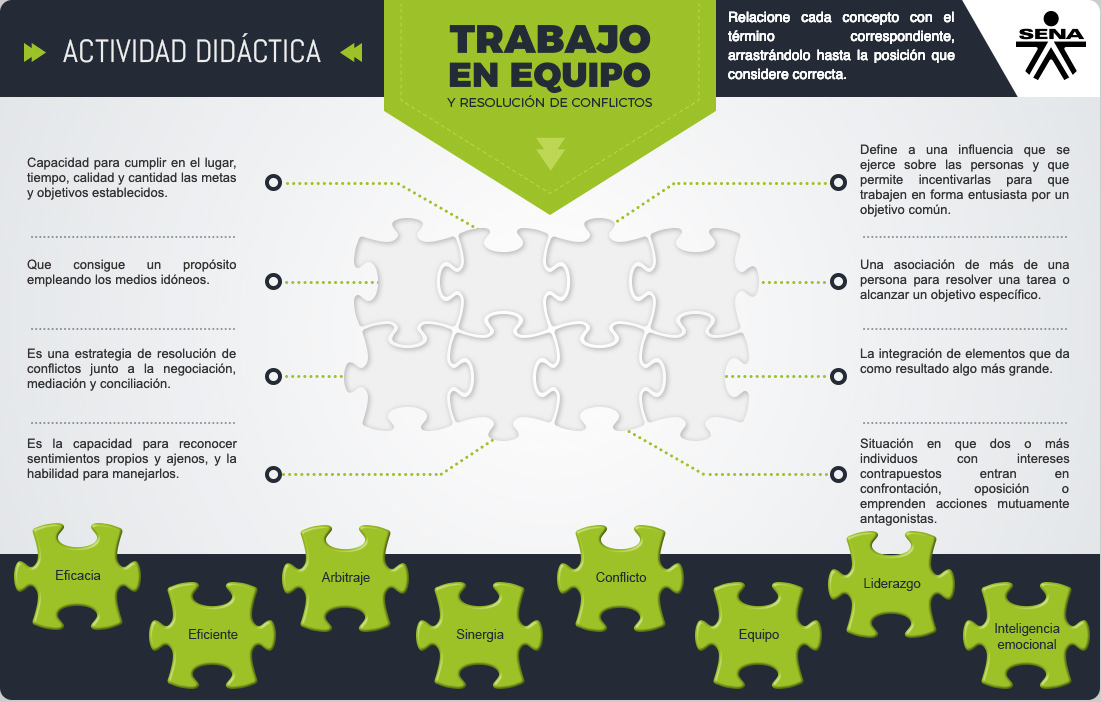 ACTIVIDAD DIDÁCTICA
TRABAJO
EN EQUIPO
Y RESOLUCIÓN DE CONFLICTOS
Relacione cada concepto con el
término correspondiente,
arrastrándolo hasta la posición que
considere correcta.
SENA
Capacidad para cumplir en el lugar,
tiempo, calidad y cantidad las metas
y objetivos establecidos.
Que consigue un propósito
empleando los medios idóneos.
Es una estrategia de resolución de
conflictos junto a la negociación,
mediación y conciliación.
Es la capacidad para reconocer
sentimientos propios y ajenos, y la
habilidad para manejarlos.
Define a una influencia que se
ejerce sobre las personas y que
permite incentivarlas para que
trabajen en forma entusiasta por un
objetivo común.
Una asociación de más de una
persona para resolver una tarea o
alcanzar un objetivo específico.
La integración de elementos que da
como resultado algo más grande.
Situación en que dos o más
individuos con intereses
contrapuestos entran en
confrontación, oposición o
emprenden acciones mutuamente
antagonistas.
Eficacia
Eficiente
Arbitraje
Sinergia
Conflicto
Equipo
Liderazgo
Inteligencia
emocional